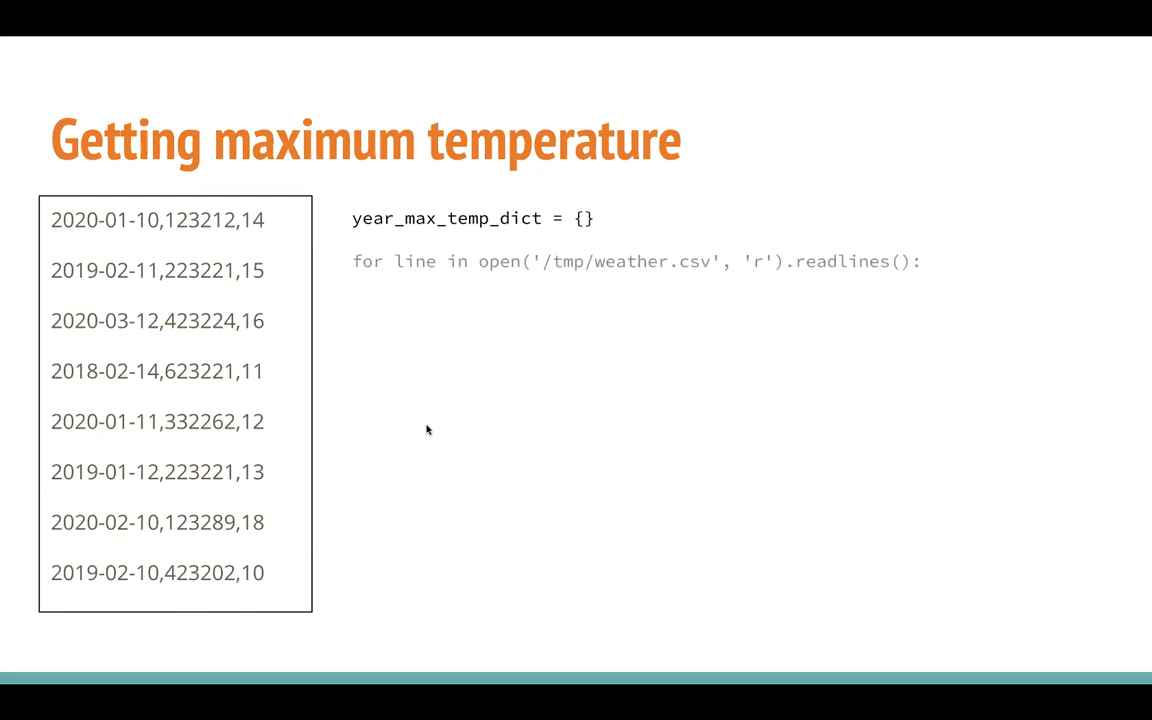 Getting maximum temperature
2020-01-10,123212,14
2019-02-11,223221,15
2020-03-12,423224,16
2018-02-14,623221,11
2020-01-11,332262,12
2019-01-12,223221,13
2020-02-10,123289,18
2019-02-10,423202,10
year_max_temp_dict = {}
for line in open('/tmp/weather.csv', 'r').readlines():